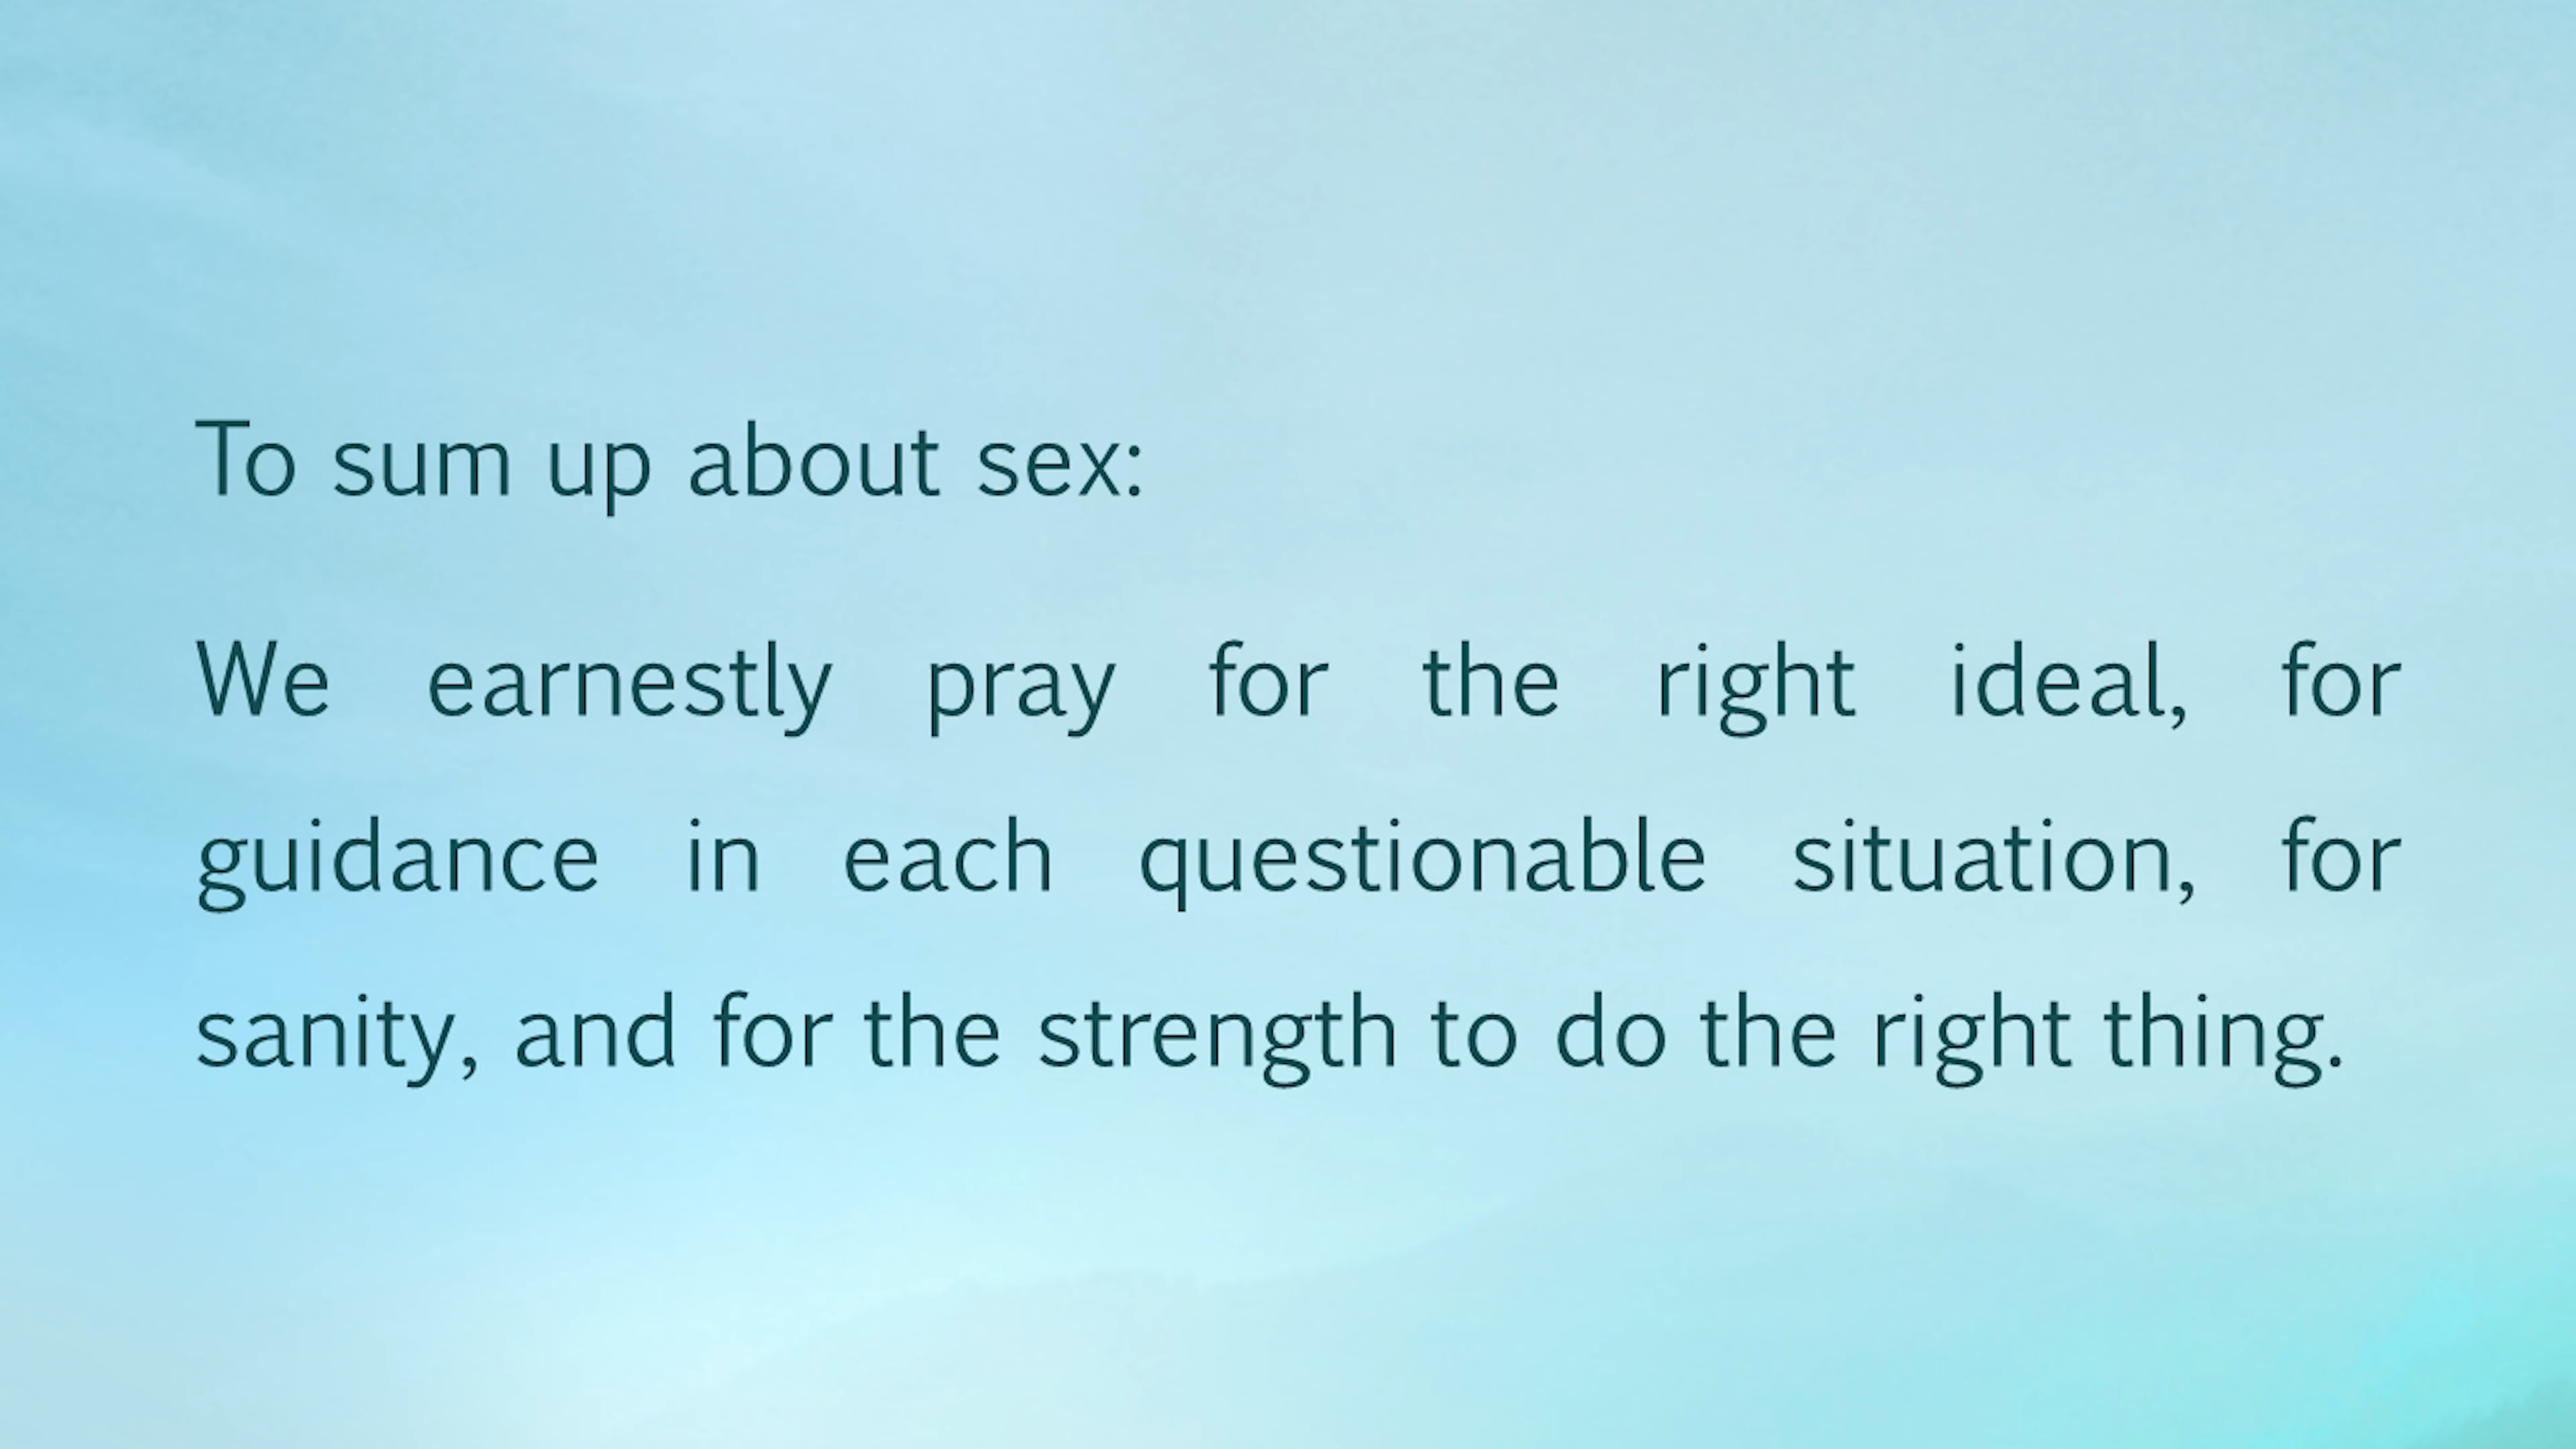 To sum up about sex:
We earnestly pray for the right ideal, for
guidance in each questionable situation, for
sanity, and for the strength to do the right thing.